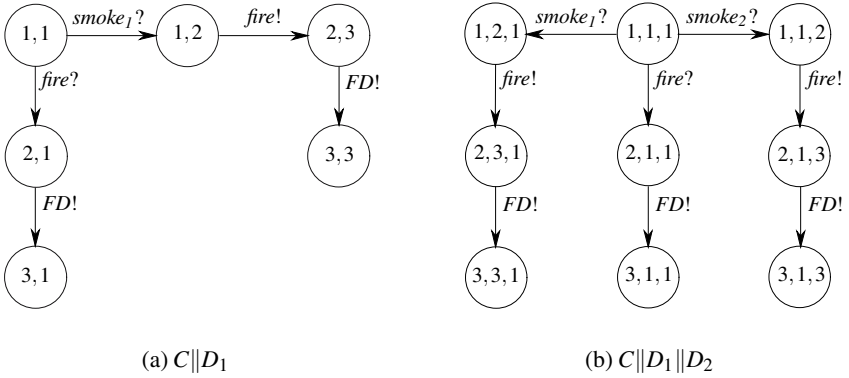 1,1 smoke1? 1,2 fire! 2,3
fire? FD!
2,1 3,3
FD!
3,1
(a) C‖D1
1,2,1 smoke1? 1,1,1 smoke2? 1,1,2
fire! fire? fire!
2,3,1 2,1,1 2,1,3
FD! FD! FD!
3,3,1 3,1,1 3,1,3
(b) C‖D1‖D2